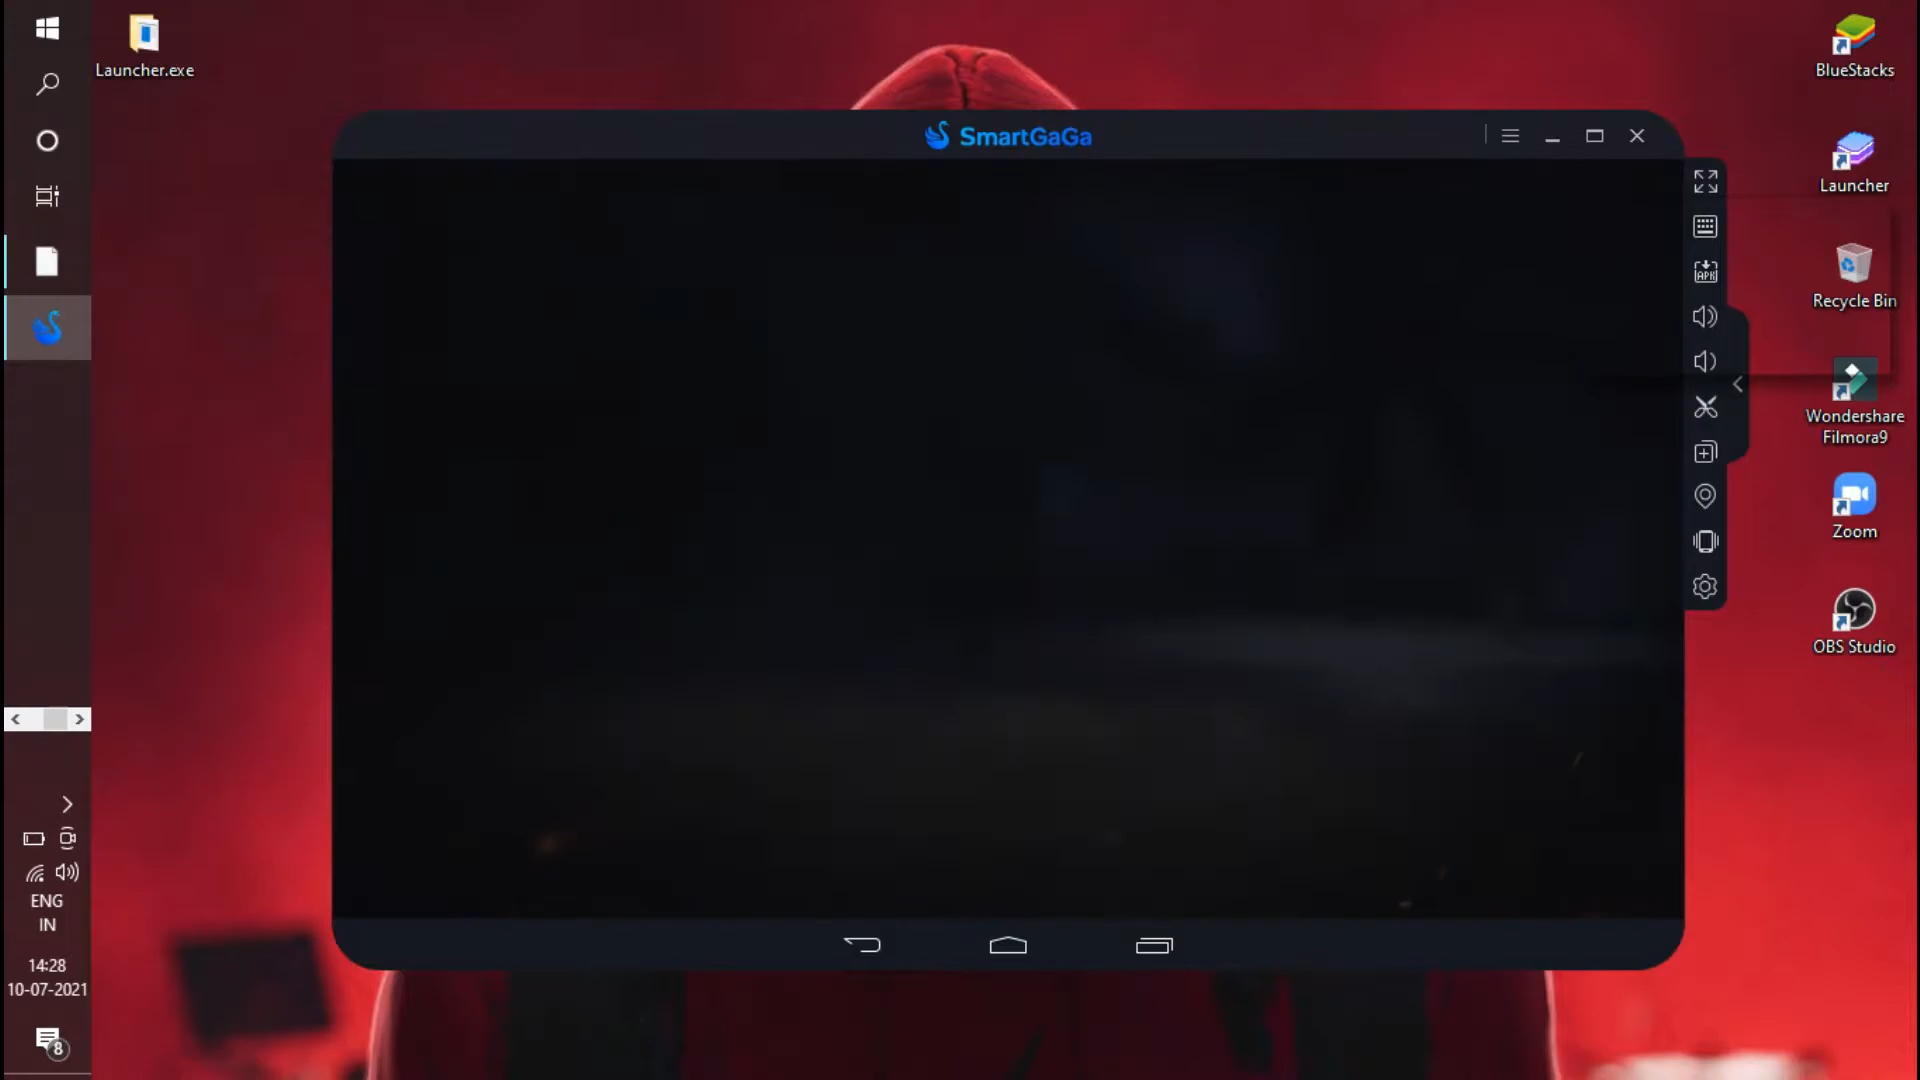 Launcher.exe
SmartGaGa
APK
BlueStacks
Launcher
Recycle Bin
Wondershare
Filmora9
Zoom
OBS Studio
ENG
IN
14:28
10-07-2021
8